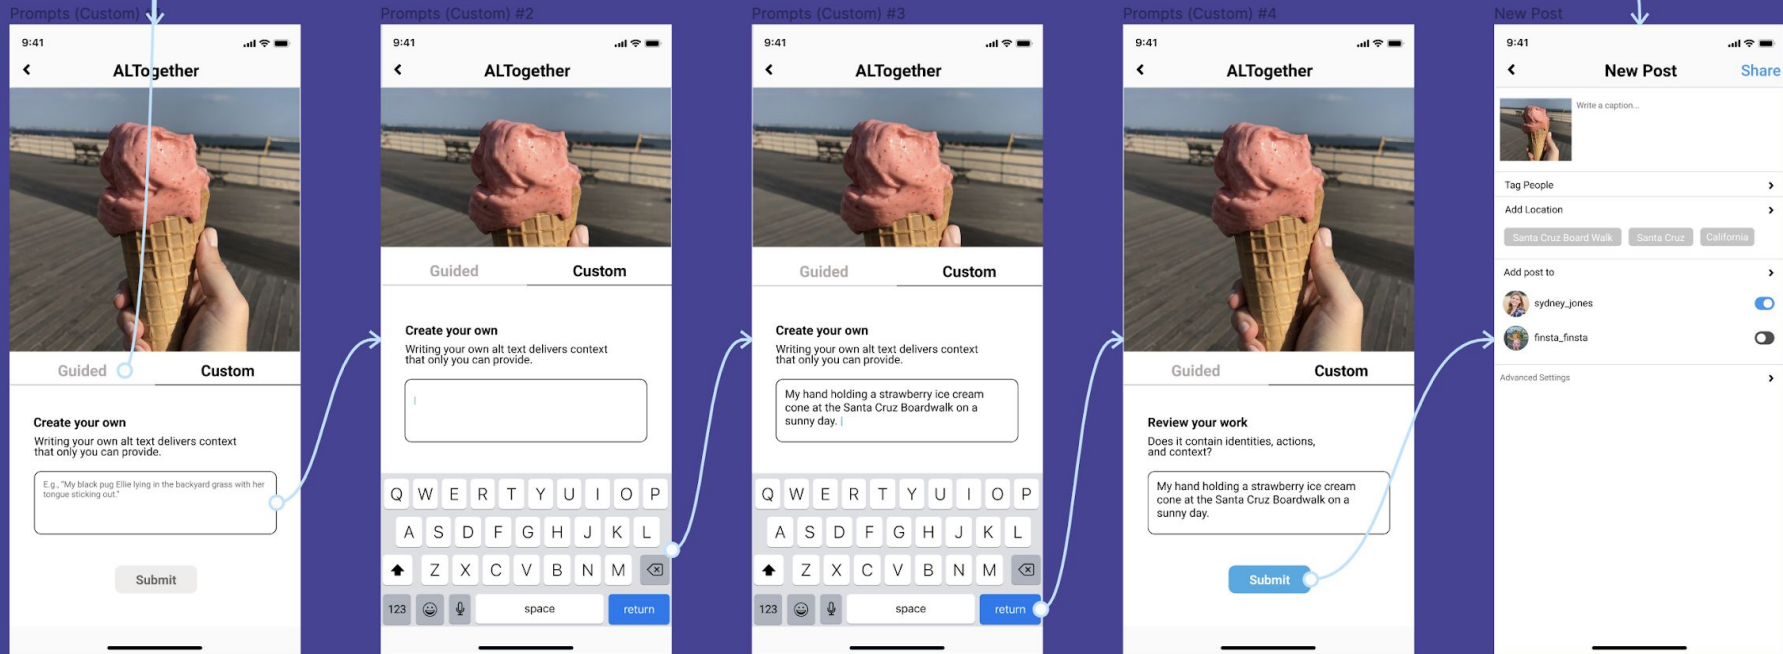 Prompts (Custom)
9:41
ALTogether
Guided
Custom
Create your own
Writing your own alt text delivers context
that only you can provide.
E.g., "My black pug Ellie lying in the backyard grass with her
tongue sticking out."
Submit
Prompts (Custom) #2
9:41
ALTogether
Guided
Custom
Create your own
Writing your own alt text delivers context
that only you can provide.
Q W E R T Y U I O P
A S D F G H J K L
Z X C V B N M
123 space return
Prompts (Custom) #3
9:41
ALTogether
Guided
Custom
Create your own
Writing your own alt text delivers context
that only you can provide.
My hand holding a strawberry ice cream
cone at the Santa Cruz Boardwalk on a
sunny day.
Q W E R T Y U I O P
A S D F G H J K L
Z X C V B N M
123 space return
Prompts (Custom) #4
9:41
ALTogether
Guided
Custom
Review your work
Does it contain identities, actions,
and context?
My hand holding a strawberry ice cream
cone at the Santa Cruz Boardwalk on a
sunny day.
Submit
New Post
9:41
New Post
Share
Write a caption...
Tag People
Add Location
Santa Cruz Board Walk
Santa Cruz
California
Add post to
sydney_jones
finsta_finsta
Advanced Settings